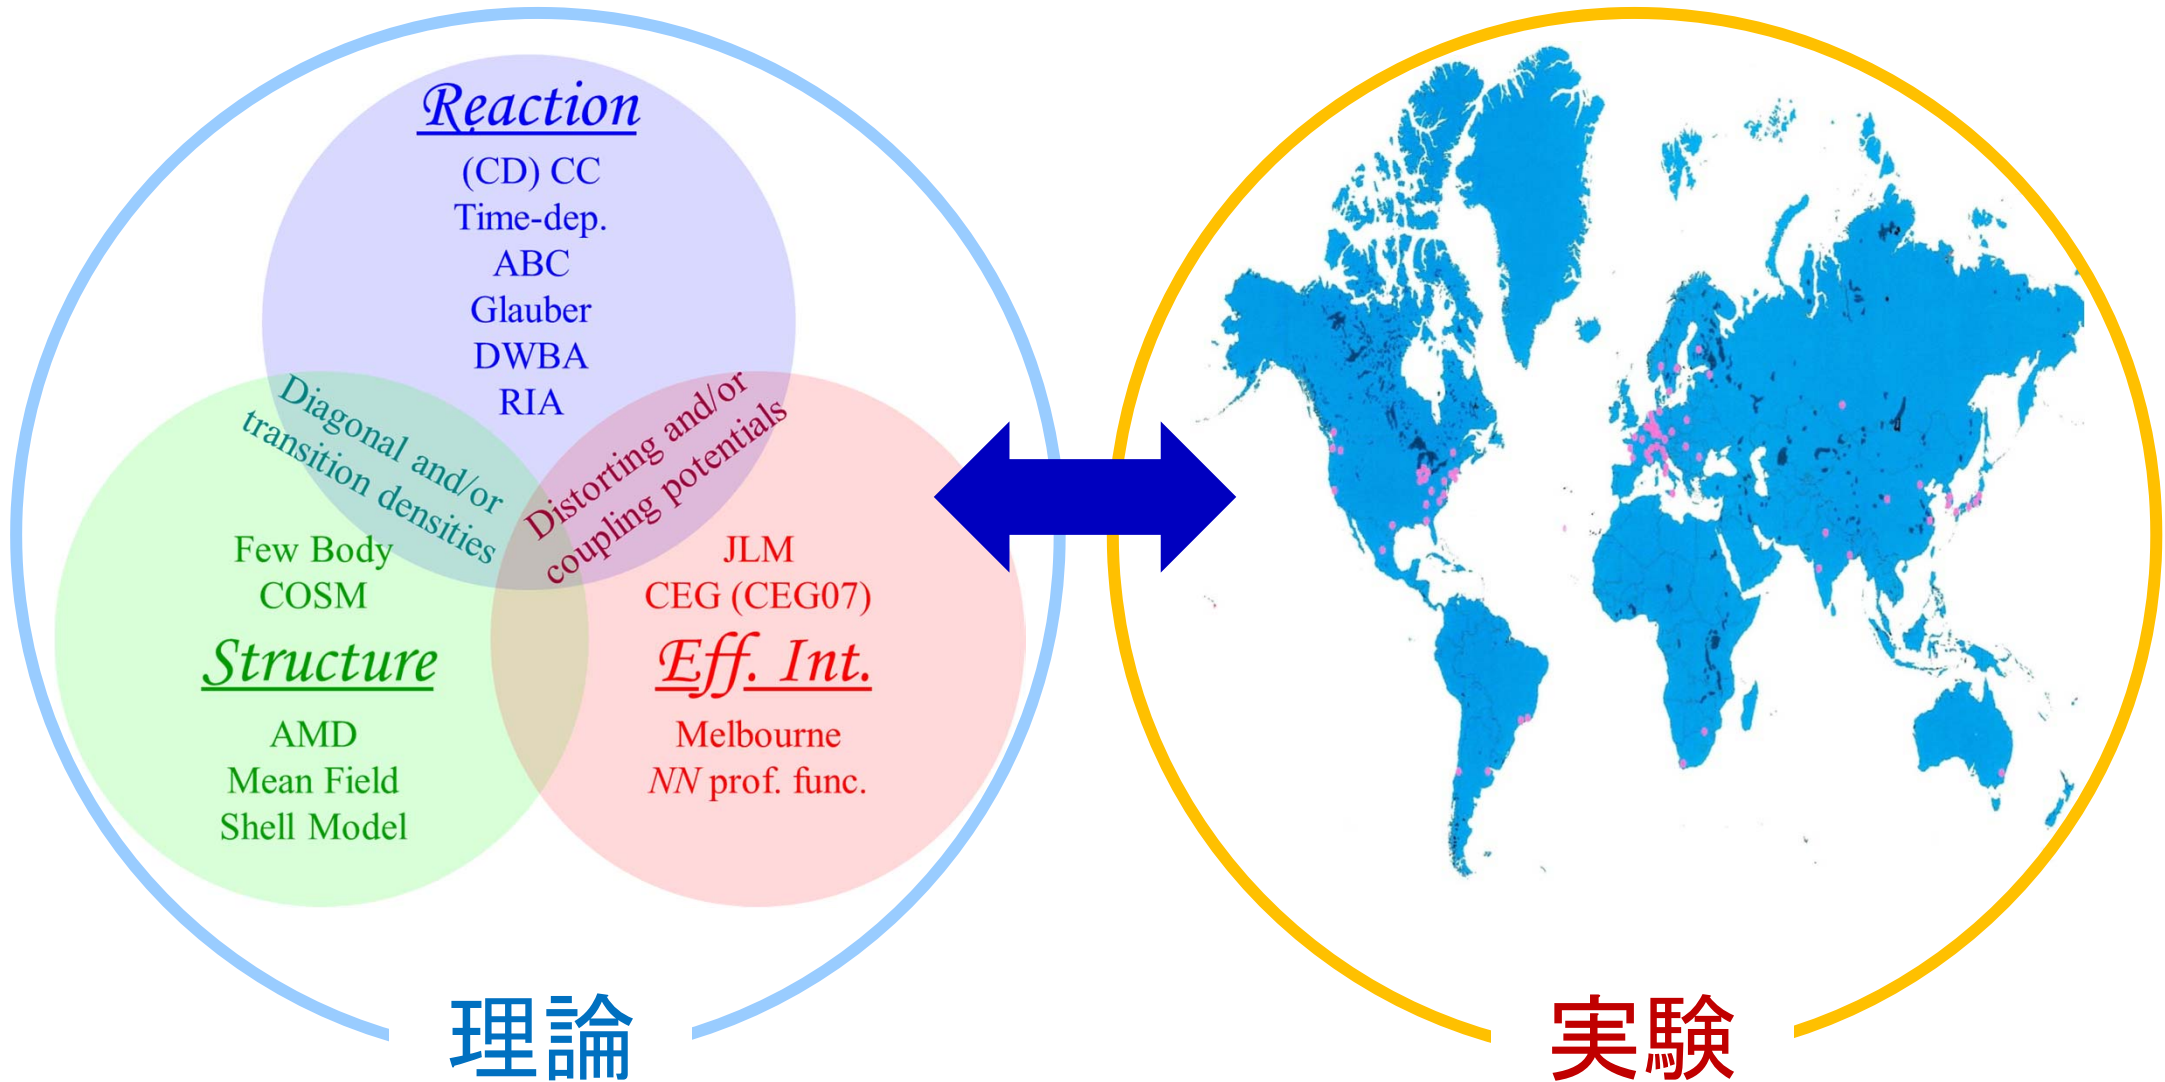 Reaction
(CD) CC
Time-dep.
ABC
Glauber
DWBA
RIA
Diagonal and/or
transition densities
Distorting and/or
coupling potentials
Few Body
COSM
Structure
AMD
Mean Field
Shell Model
JLM
CEG (CEG07)
Eff. Int.
Melbourne
NN prof. func.
理論
実験